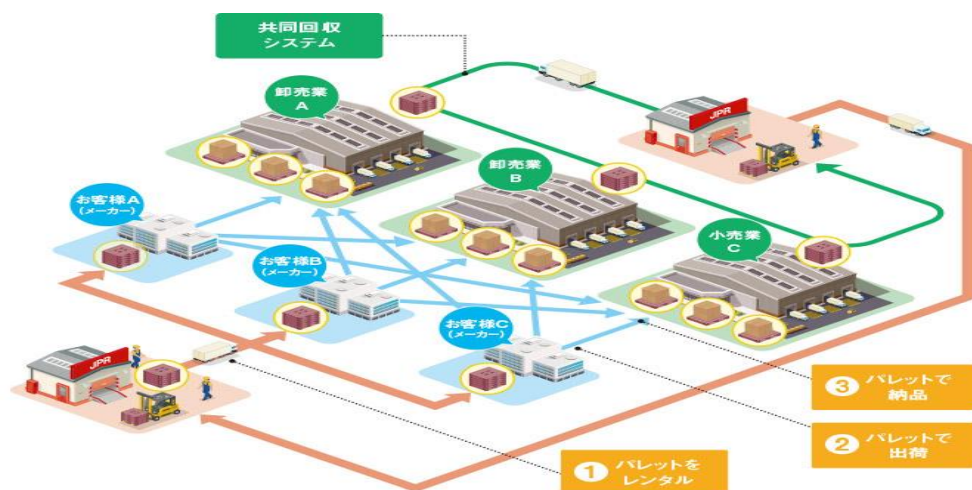 共同回収
システム
卸売業
A
JPR
卸売業
B
お客様A
(メーカー)
小売業
C
お客様B
(メーカー)
お客様C
(メーカー)
JPR
③ パレットで
納品
② パレットで
出荷
① パレットを
レンタル